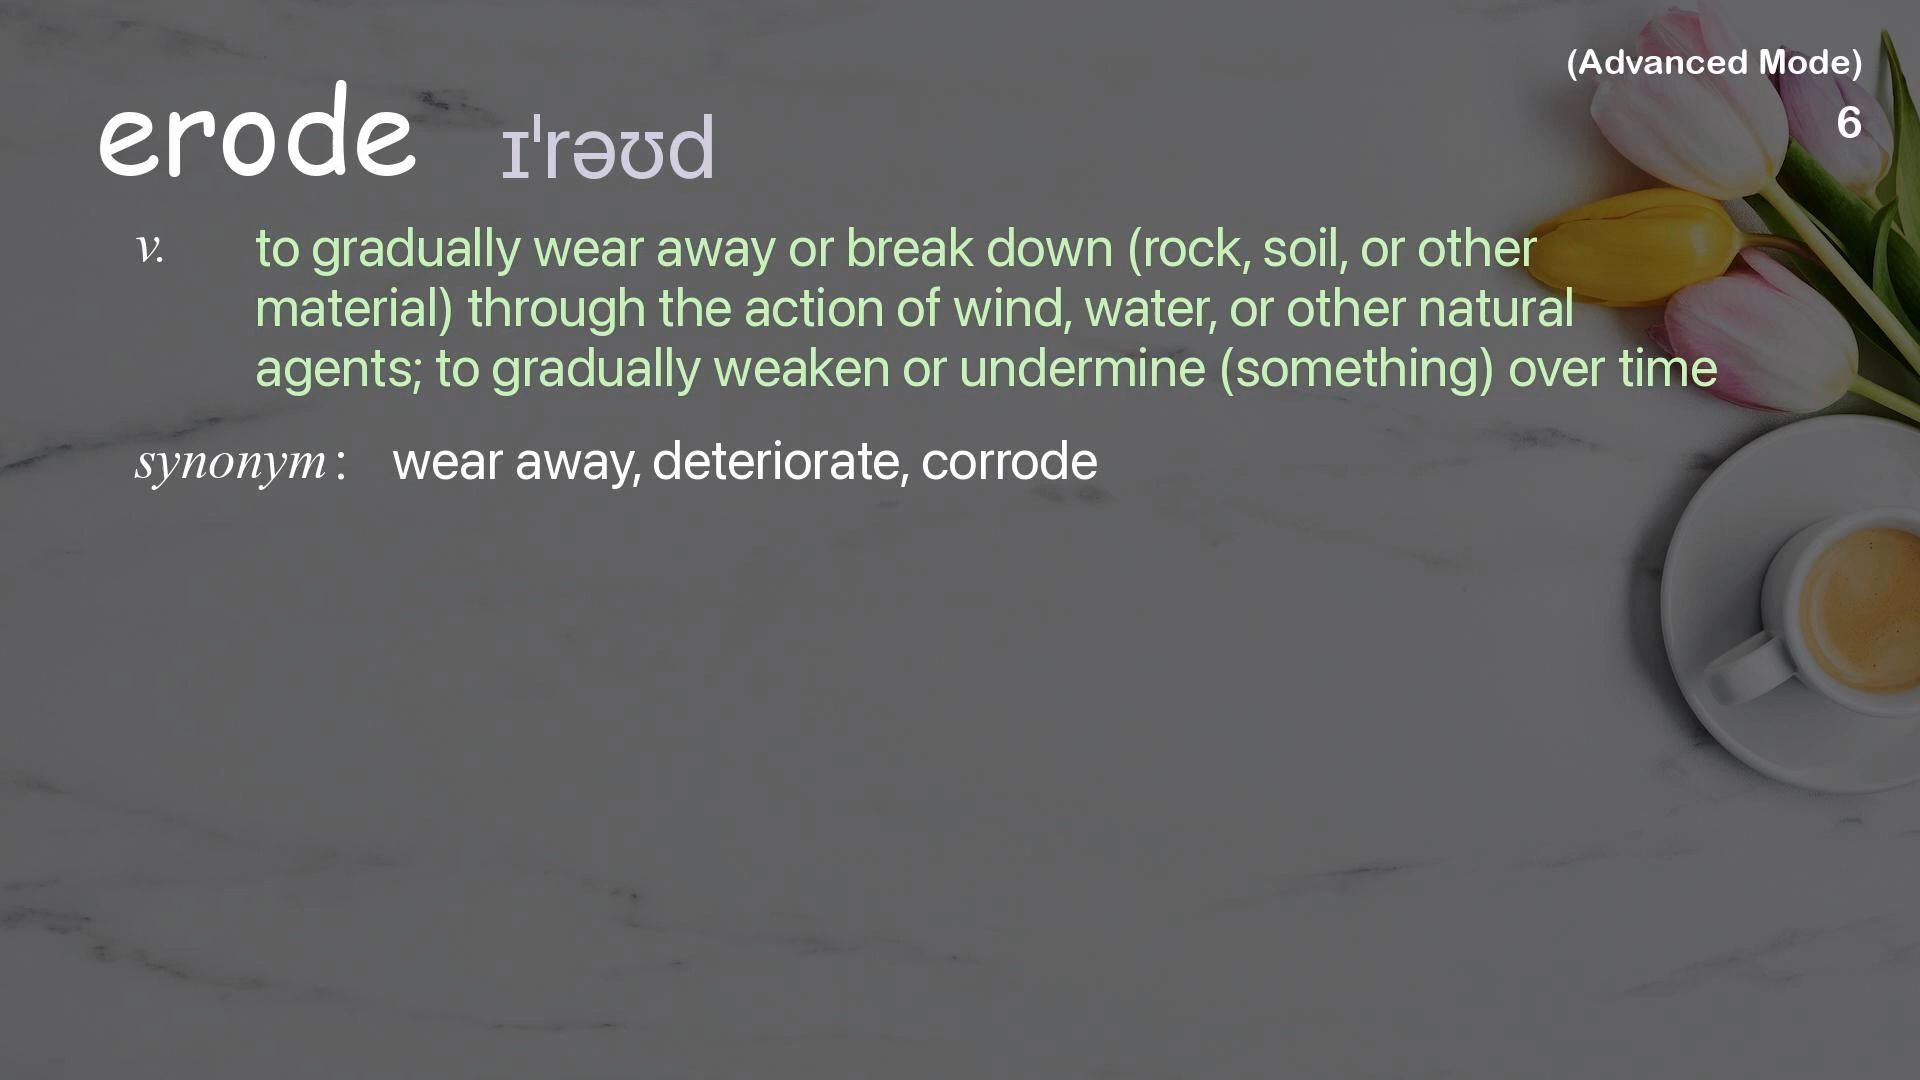 (Advanced Mode)
6
erode ɪˈrəʊd
v. to gradually wear away or break down (rock, soil, or other
material) through the action of wind, water, or other natural
agents; to gradually weaken or undermine (something) over time
synonym: wear away, deteriorate, corrode